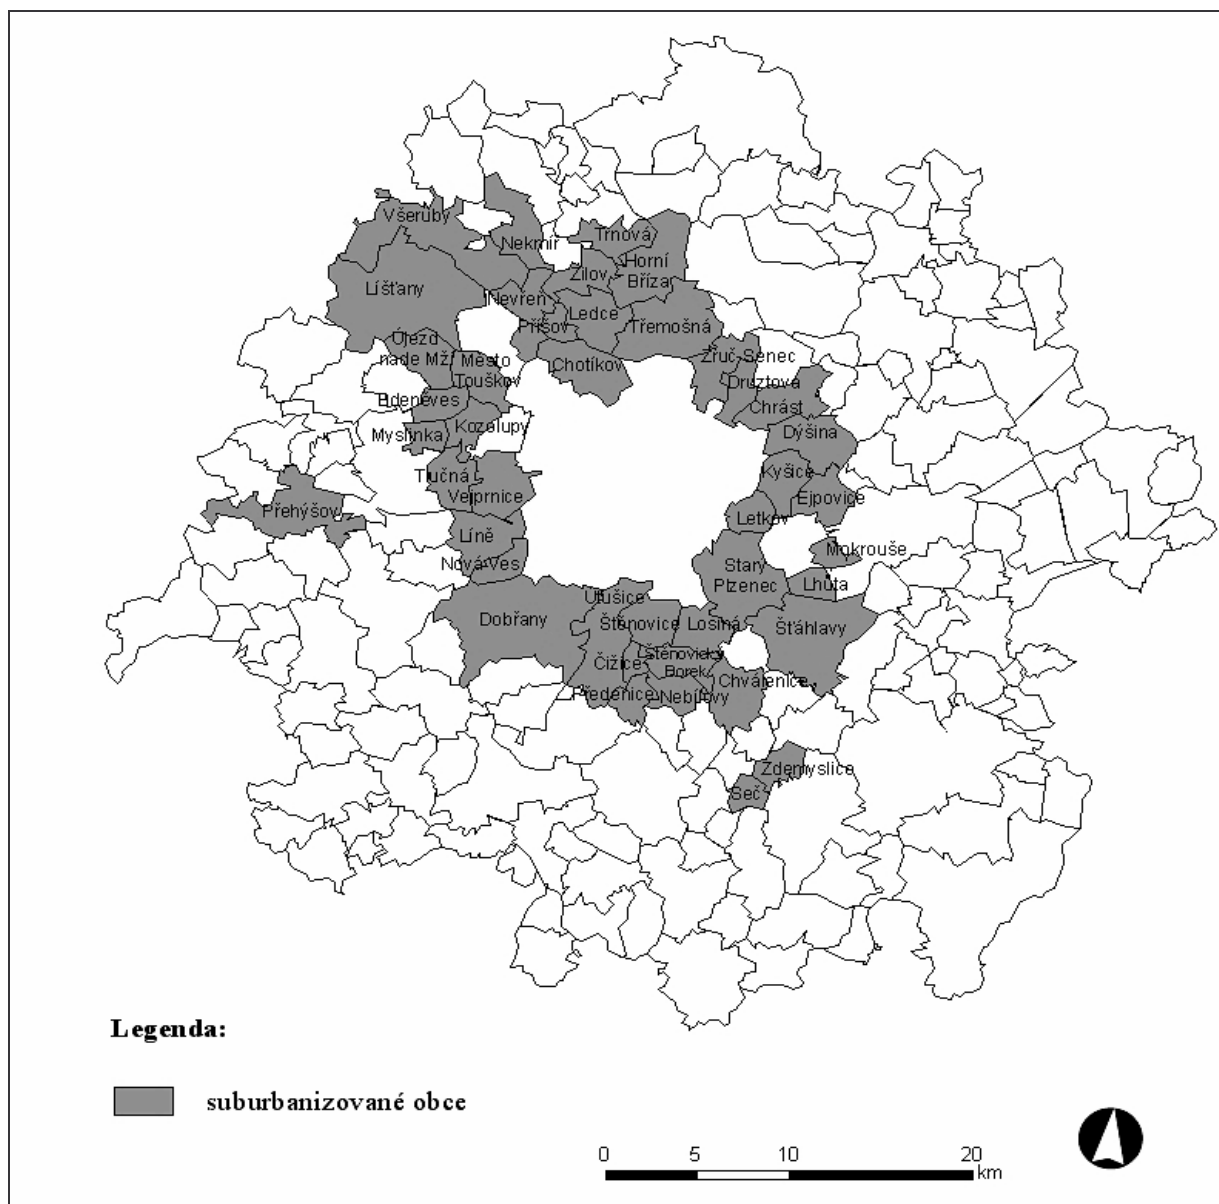 Všeruby
Nekmíř
Trnová
Horní
Bříza
Žilov
Líšťany
Nevřeň
Ledce
Příšov
Třemošná
Újezd
nade Mží
Město
Touškov
Chotíkov
Zruč-Senec
Druztová
Bdeněves
Chrást
Myslinka
Kozolupy
Dýšina
Tlučná
Kyšice
Vejprnice
Ejpovice
Přehýšov
Letkov
Líně
Mokrouše
Nová-Ves
Starý
Plzenec
Lhůta
Útušice
Dobřany
Štěnovice
Losiná
Šťáhlavy
Čižice
Štěnovický
Borek
Chválenice
Předenice
Nebílovy
Zdemyslice
Seč
Legenda:
suburbanizované obce
0 5 10 20
km